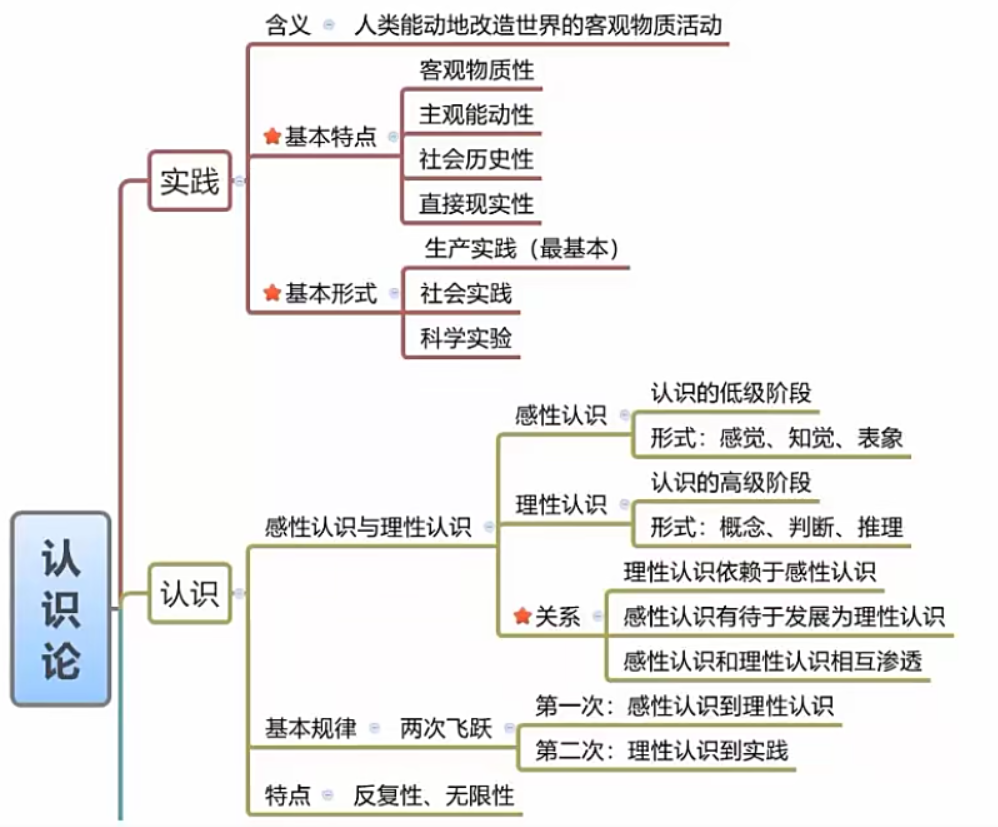 含义 人类能动地改造世界的客观物质活动
客观物质性
主观能动性
基本特点
社会历史性
直接现实性
实践
生产实践（最基本）
基本形式
社会实践
科学实验
认识论
认识
感性认识与理性认识
感性认识
认识的低级阶段
形式：感觉、知觉、表象
理性认识
认识的高级阶段
形式：概念、判断、推理
关系
理性认识依赖于感性认识
感性认识有待于发展为理性认识
感性认识和理性认识相互渗透
基本规律 两次飞跃
第一次：感性认识到理性认识
第二次：理性认识到实践
特点 反复性、无限性